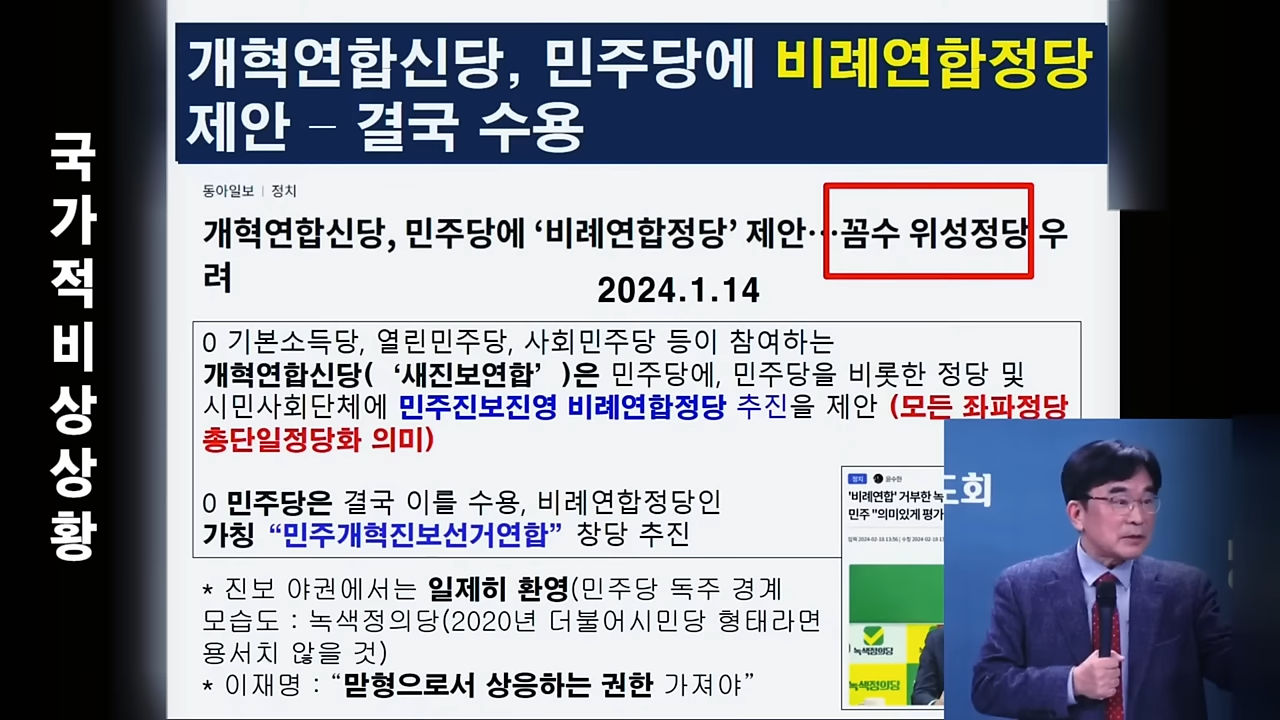 국가적비상상황
개혁연합신당, 민주당에 비례연합정당
제안 – 결국 수용
동아일보 | 정치
개혁연합신당, 민주당에 ‘비례연합정당’ 제안…꼼수 위성정당 우
려
2024.1.14
0 기본소득당, 열린민주당, 사회민주당 등이 참여하는
개혁연합신당( ‘새진보연합’ )은 민주당에, 민주당을 비롯한 정당 및
시민사회단체에 민주진보진영 비례연합정당 추진을 제안 (모든 좌파정당
총단일정당화 의미)
0 민주당은 결국 이를 수용, 비례연합정당인
가칭 “민주개혁진보선거연합” 창당 추진
* 진보 야권에서는 일제히 환영(민주당 독주 경계
모습도 : 녹색정의당(2020년 더불어시민당 형태라면
용서치 않을 것)
* 이재명 : “맏형으로서 상응하는 권한 가져야”
정치 윤수한
'비례연합' 거부한 녹
민주 "의미있게 평가
녹색정의당
녹색정의당
도회